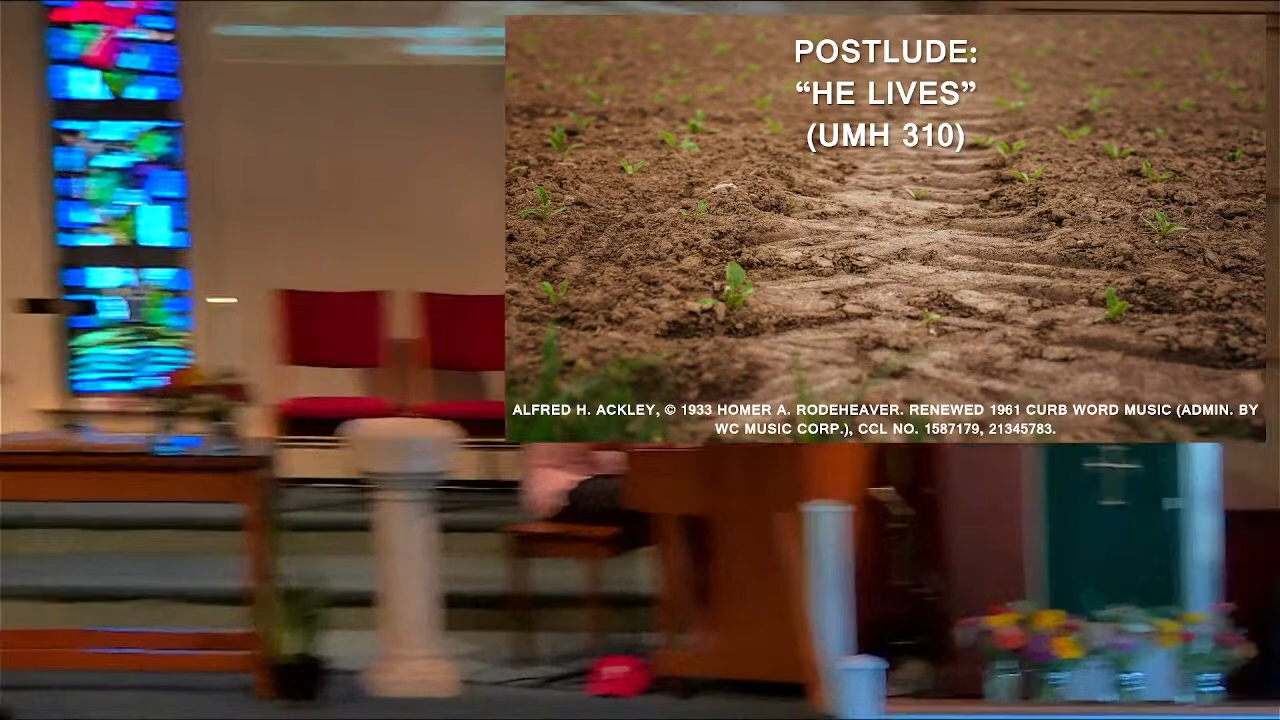 POSTLUDE:
“HE LIVES”
(UMH 310)
ALFRED H. ACKLEY, © 1933 HOMER A. RODEHEAVER. RENEWED 1961 CURB WORD MUSIC (ADMIN. BY
WC MUSIC CORP.), CCL NO. 1587179, 21345783.